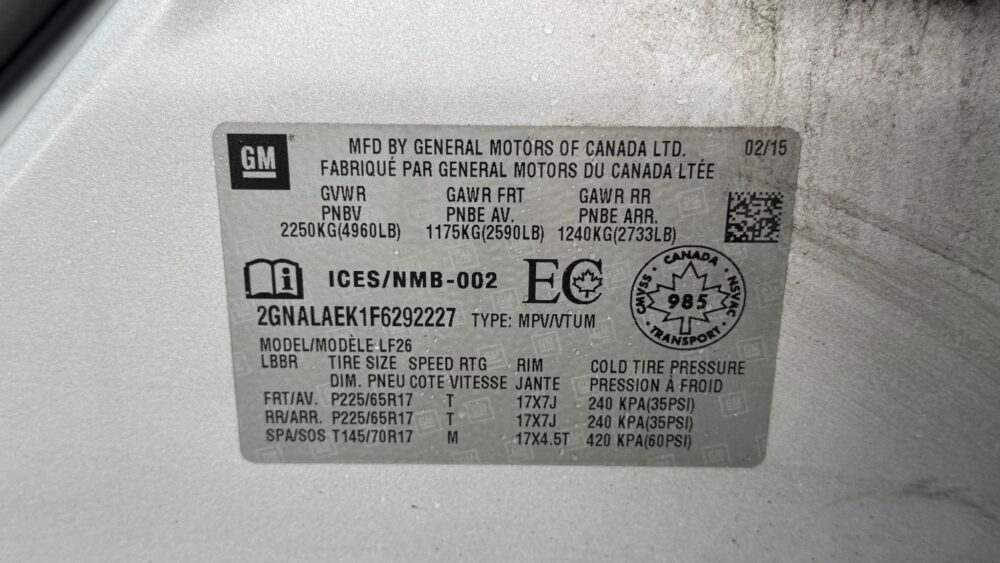 GM
MFD BY GENERAL MOTORS OF CANADA LTD. 02/15
FABRIQUÉ PAR GENERAL MOTORS DU CANADA LTÉE
GVWR GAWR FRT GAWR RR
PNBV PNBE AV. PNBE ARR.
2250KG(4960LB) 1175KG(2590LB) 1240KG(2733LB)
ICES/NMB-002 EC
CANADA
CMVSS 985 NSVAC
TRANSPORT
2GNALAEK1F6292227 TYPE: MPV/VTUM
MODEL/MODÈLE LF26
LBBR TIRE SIZE SPEED RTG RIM COLD TIRE PRESSURE
DIM. PNEU COTE VITESSE JANTE PRESSION À FROID
FRT/AV. P225/65R17 T 17X7J 240 KPA(35PSI)
RR/ARR. P225/65R17 T 17X7J 240 KPA(35PSI)
SPA/SOS T145/70R17 M 17X4.5T 420 KPA(60PSI)